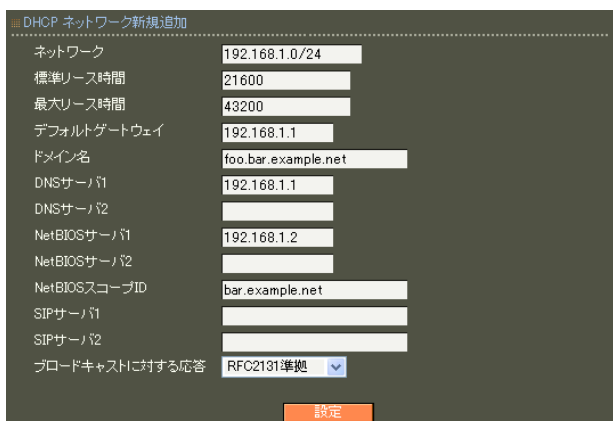 DHCP ネットワーク新規追加
ネットワーク 192.168.1.0/24
標準リース時間 21600
最大リース時間 43200
デフォルトゲートウェイ 192.168.1.1
ドメイン名 foo.bar.example.net
DNSサーバ1 192.168.1.1
DNSサーバ2
NetBIOSサーバ1 192.168.1.2
NetBIOSサーバ2
NetBIOSスコープID bar.example.net
SIPサーバ1
SIPサーバ2
ブロードキャストに対する応答 RFC2131準拠
設定